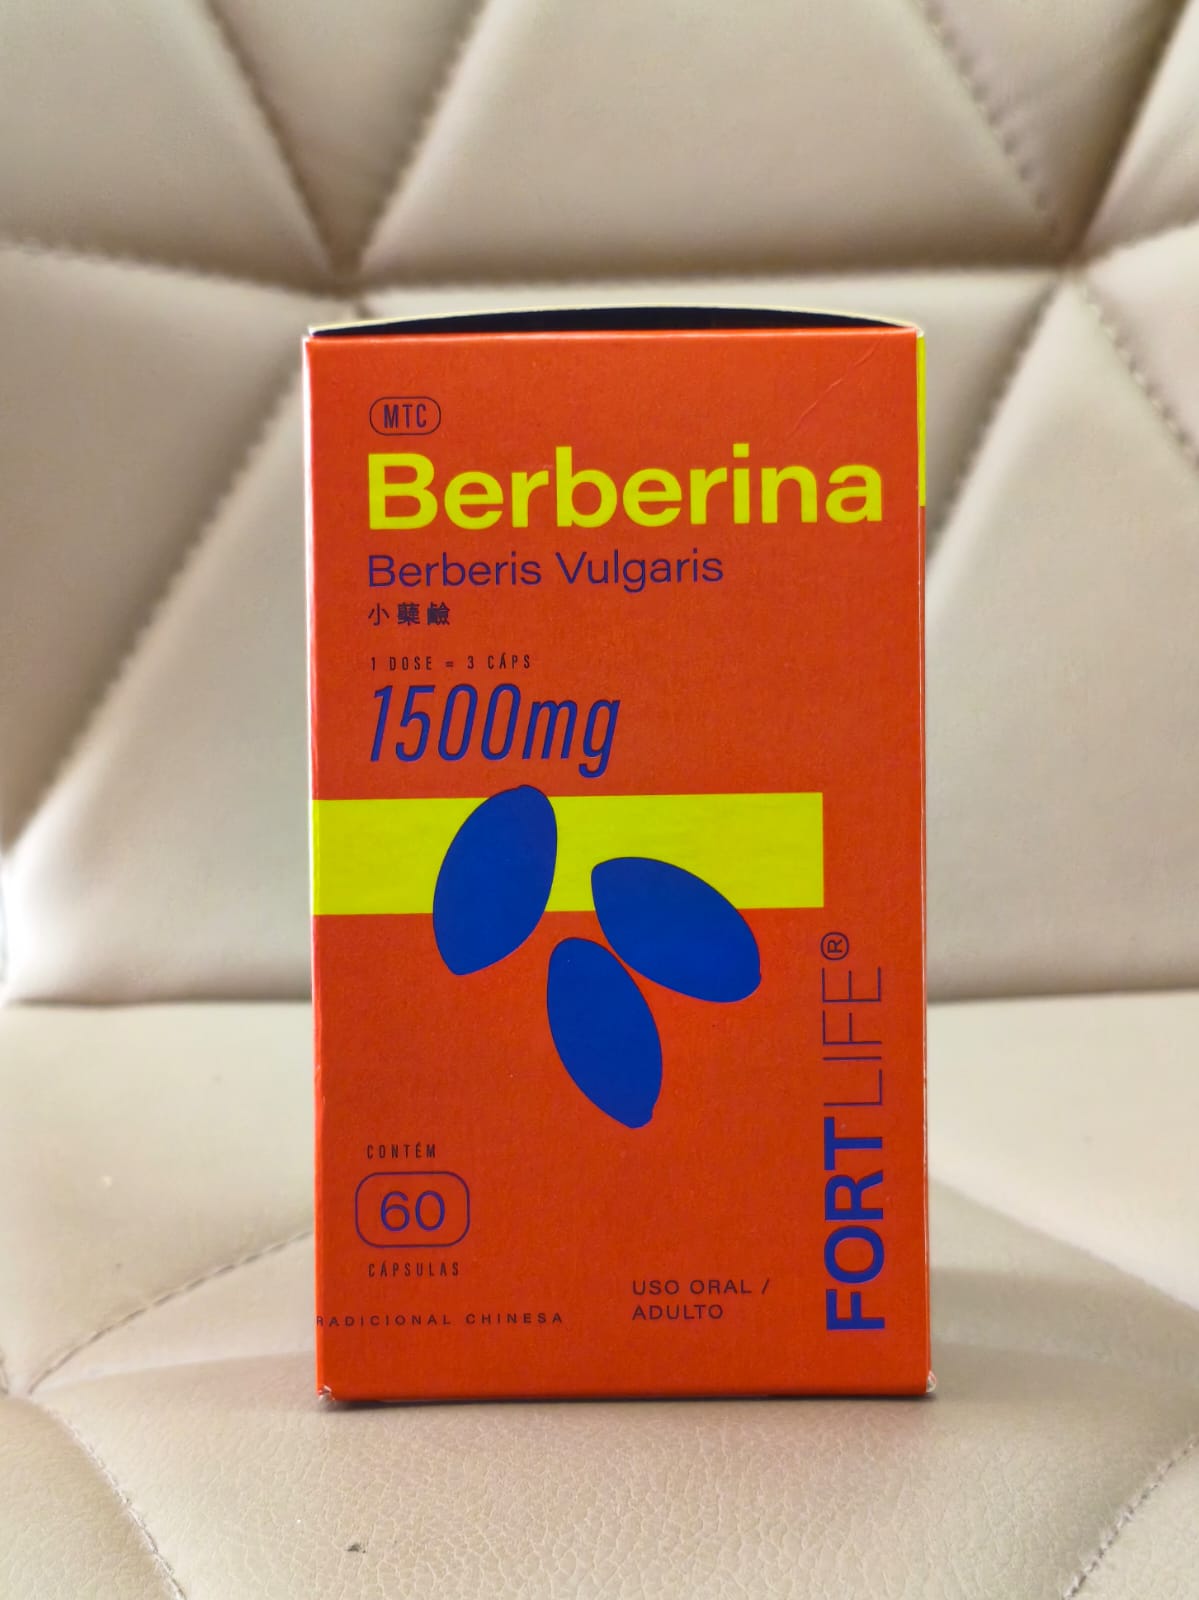 MTC
Berberina
Berberis Vulgaris
小蘗鹼
1 DOSE = 3 CÁPS
1500mg
FORTLIFE®
CONTÉM
60
CÁPSULAS
RADICIONAL CHINESA
USO ORAL /
ADULTO